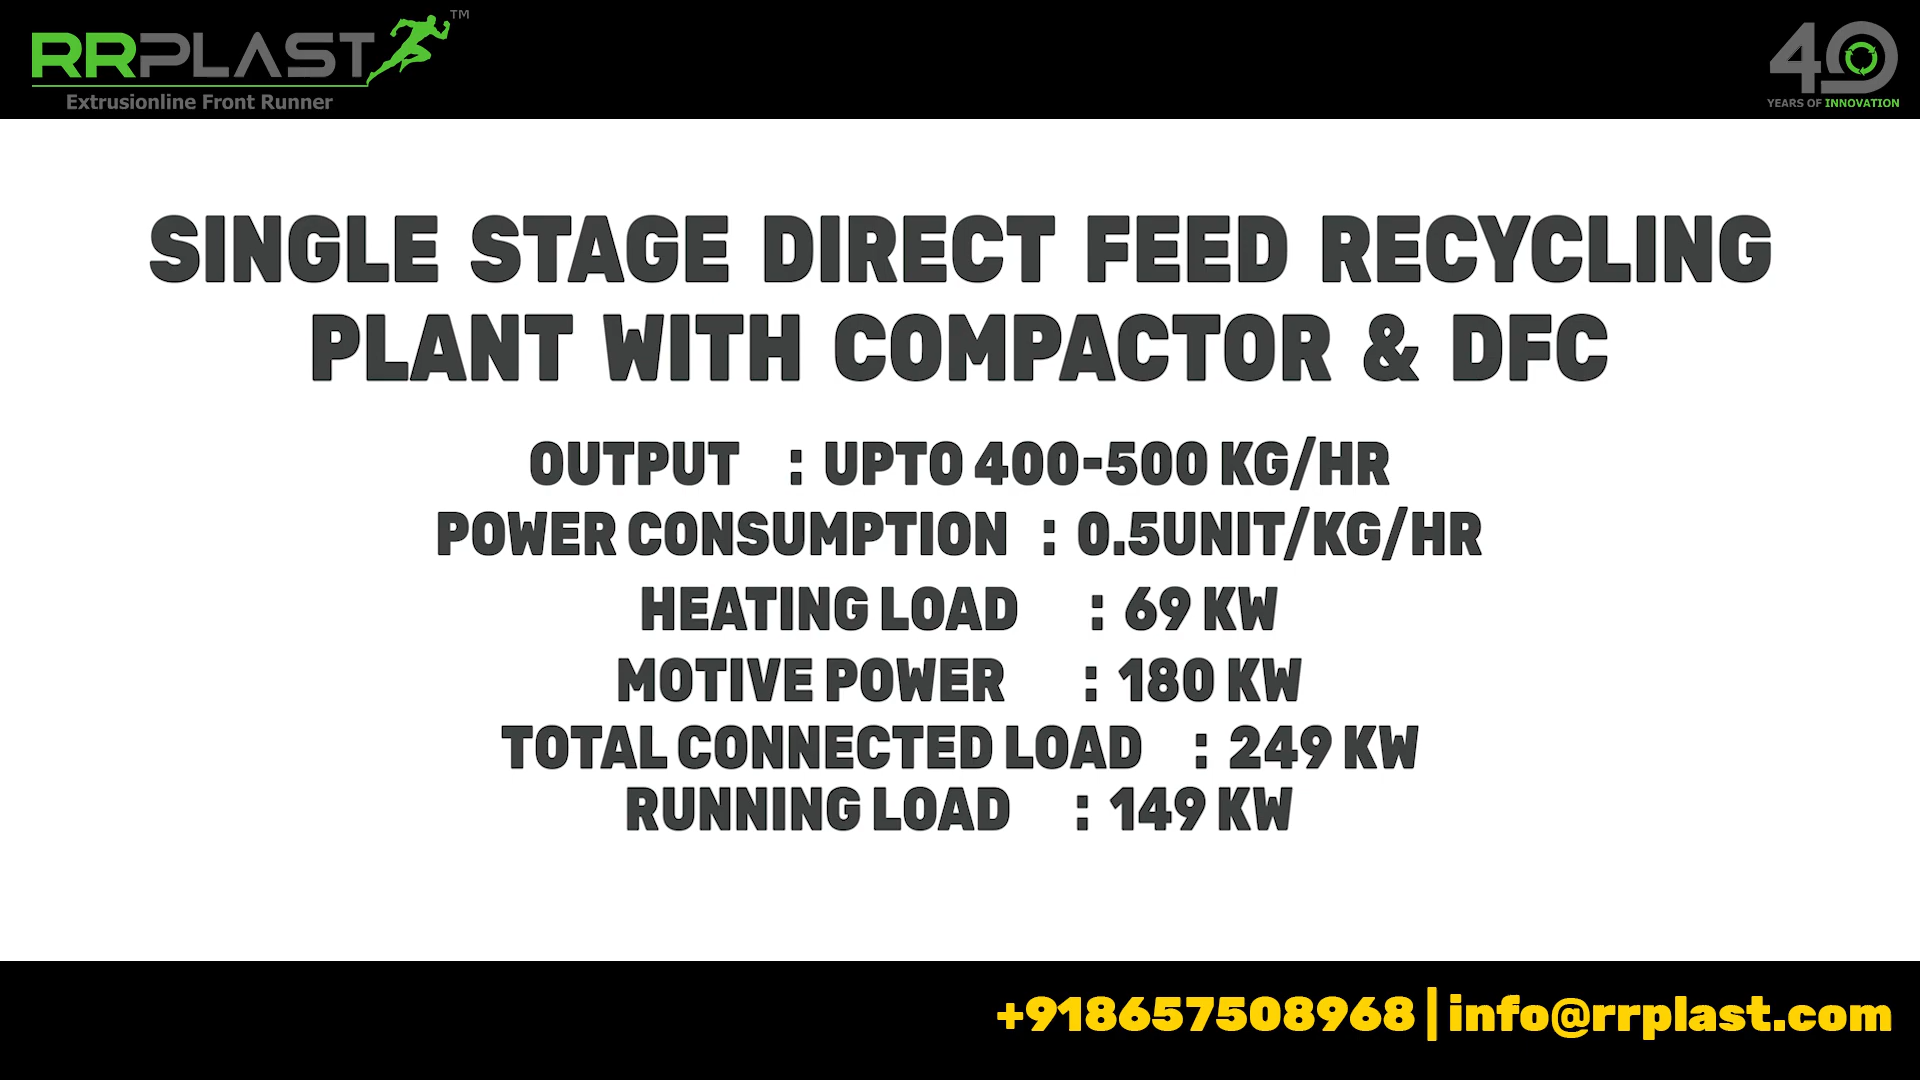 RRPLAST™
Extrusionline Front Runner
40
YEARS OF INNOVATION
SINGLE STAGE DIRECT FEED RECYCLING
PLANT WITH COMPACTOR & DFC
OUTPUT : UPTO 400-500 KG/HR
POWER CONSUMPTION : 0.5UNIT/KG/HR
HEATING LOAD : 69 KW
MOTIVE POWER : 180 KW
TOTAL CONNECTED LOAD : 249 KW
RUNNING LOAD : 149 KW
+918657508968|info@rrplast.com